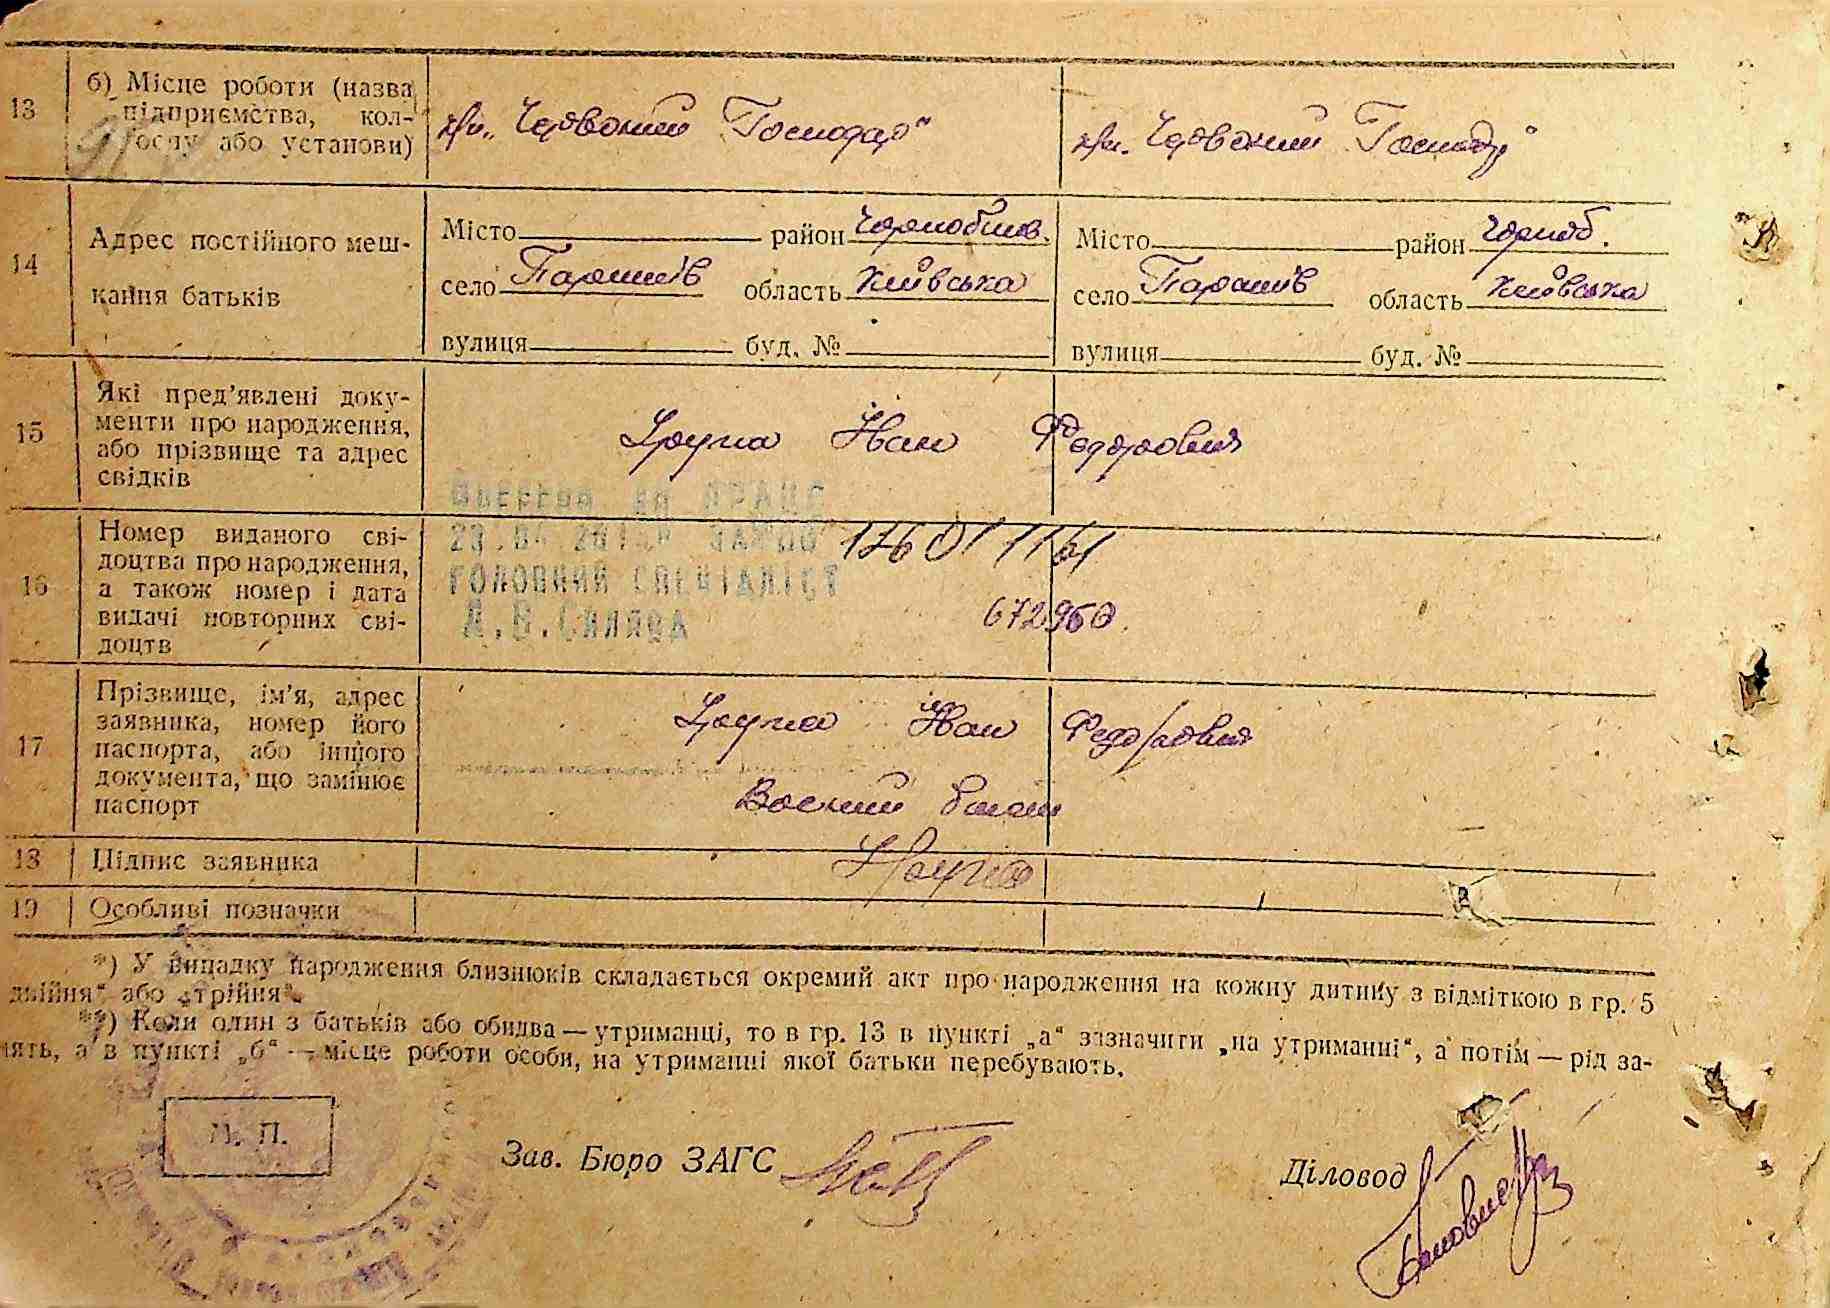 13
б) Місце роботи (назва
підприємства, кол-
оспу або установи)
"Червоний Господар"
Червоний Господ
14
Адрес постійного меш-
кання батьків
Місто район Чорнобильв.
село Паришів область Київська
вулиця буд. №
Місто район Чорноб.
село Паришів область Київська
вулиця буд. №
15
Які пред'явлені доку-
менти про народження,
або прізвище та адрес
свідків
Іван Федорович
16
Номер виданого сві-
доцтва про народження,
а також номер і дата
видачі повторних сві-
доцтв
ГОЛОВНИЙ СПЕЦІАЛІСТ
672960
17
Прізвище, ім'я, адрес
заявника, номер його
паспорта, або іншого
документа, що замінює
паспорт
Іван Федорович
Воєнний билет
18
Підпис заявника
19
Особливі позначки
*) У випадку народження близнюків складається окремий акт про народження на кожну дитину з відміткою в гр. 5
двійня" або „трійня".
**) Коли один з батьків або обидва — утриманці, то в гр. 13 в пункті „а" зазначити „на утриманні", а потім — рід за-
нять, а в пункті „б" — місце роботи особи, на утриманні якої батьки перебувають.
М. П.
Зав. Бюро ЗАГС
Діловод